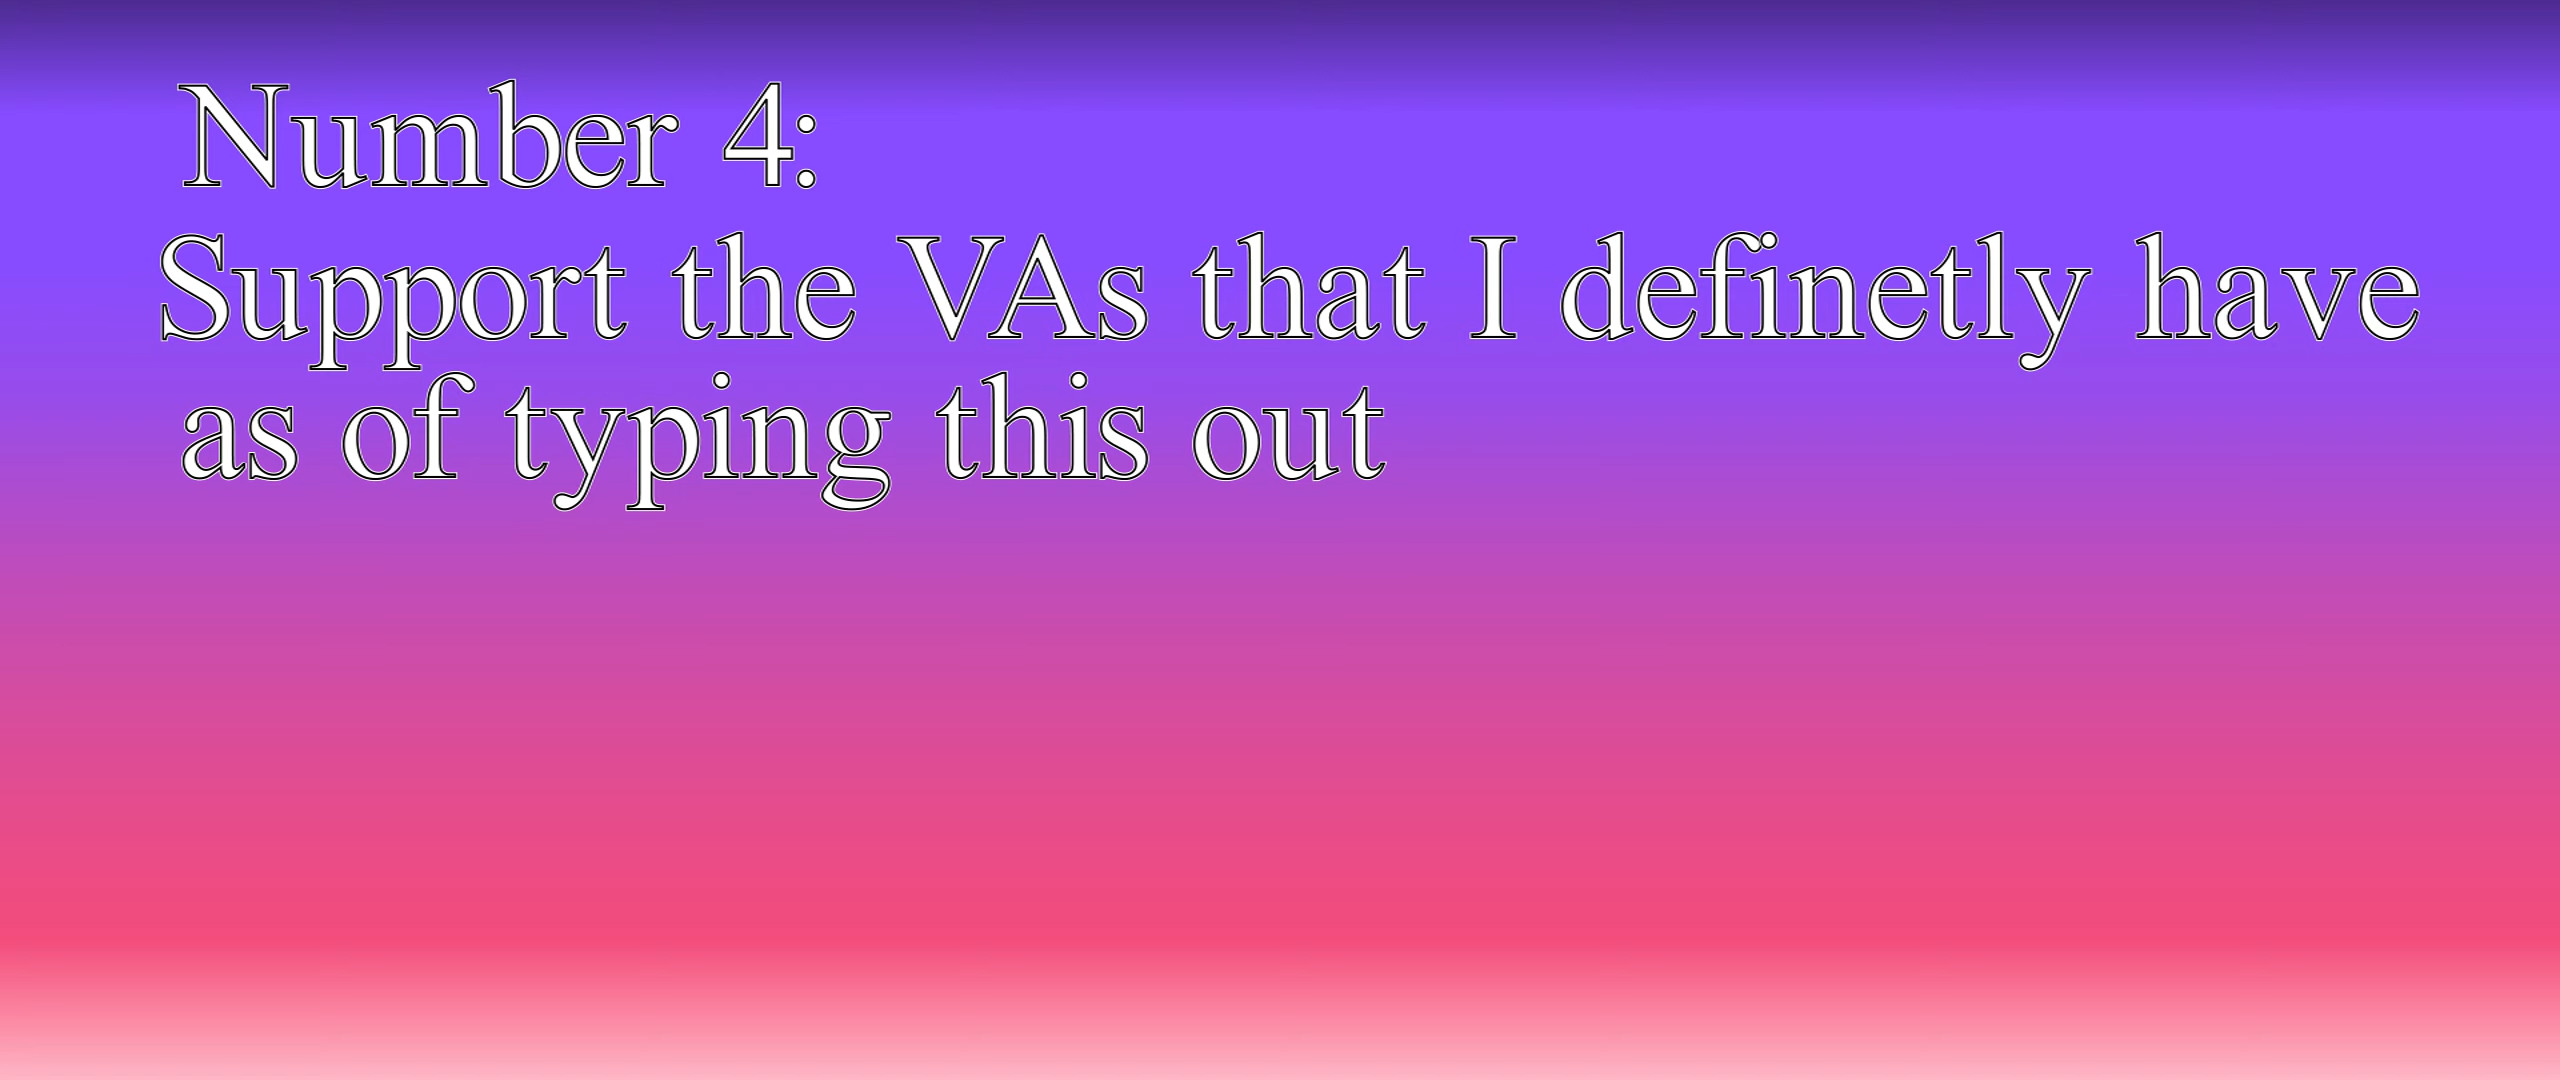 Number 4:
Support the VAs that I definetly have
as of typing this out